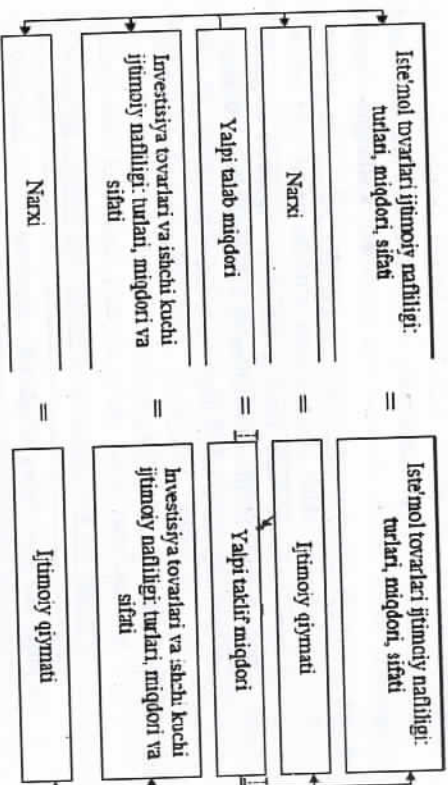 Iste'mol tovarlari ijtimoiy nafliligi:
turlari, miqdori, sifati
=
Iste'mol tovarlari ijtimoiy nafliligi:
turlari, miqdori, sifati
Narxi
=
Ijtimoiy qiymati
Yalpi talab miqdori
=
Yalpi taklif miqdori
Investisiya tovarlari va ishchi kuchi
ijtimoiy nafliligi: turlari, miqdori va
sifati
=
Investisiya tovarlari va ishchi kuchi
ijtimoiy nafliligi: turlari, miqdori va
sifati
Narxi
=
Ijtimoiy qiymati